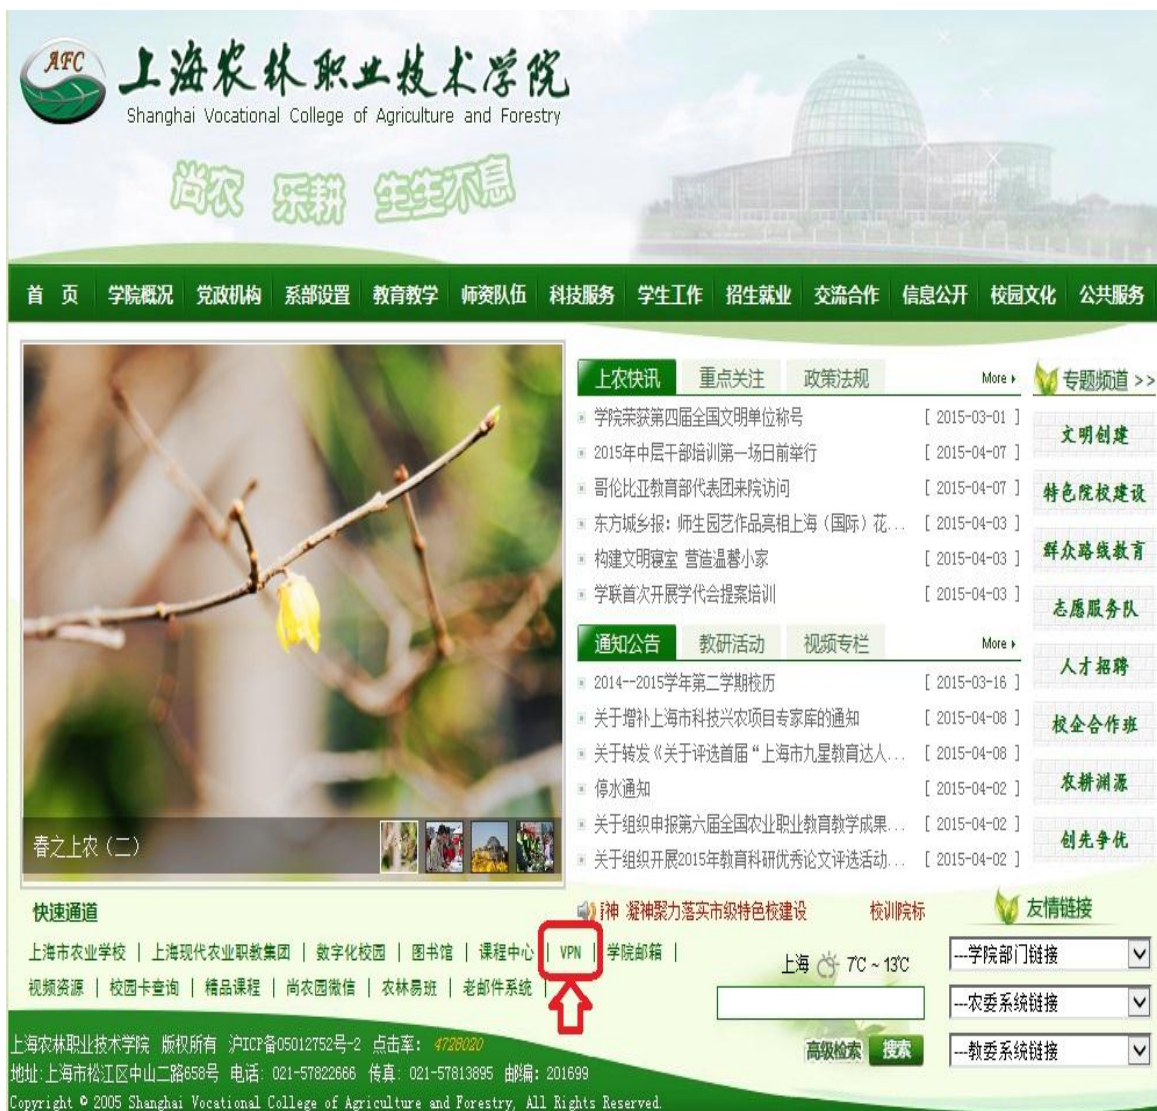 AFC
上海农林职业技术学院
Shanghai Vocational College of Agriculture and Forestry
尚农 乐耕 生生不息
首 页 学院概况 党政机构 系部设置 教育教学 师资队伍 科技服务 学生工作 招生就业 交流合作 信息公开 校园文化 公共服务
上农快讯 重点关注 政策法规 More
学院荣获第四届全国文明单位称号 [ 2015-03-01 ]
2015年中层干部培训第一场日前举行 [ 2015-04-07 ]
哥伦比亚教育部代表团来院访问 [ 2015-04-07 ]
东方城乡报：师生园艺作品亮相上海（国际）花... [ 2015-04-03 ]
构建文明寝室 营造温馨小家 [ 2015-04-03 ]
学联首次开展学代会提案培训 [ 2015-04-03 ]
通知公告 教研活动 视频专栏 More
2014--2015学年第二学期校历 [ 2015-03-16 ]
关于增补上海市科技兴农项目专家库的通知 [ 2015-04-08 ]
关于转发《关于评选首届“上海市九星教育达人... [ 2015-04-08 ]
停水通知 [ 2015-04-02 ]
关于组织申报第六届全国农业职业教育教学成果... [ 2015-04-02 ]
关于组织开展2015年教育科研优秀论文评选活动... [ 2015-04-02 ]
专题频道 >>
文明创建
特色院校建设
群众路线教育
志愿服务队
人才招聘
校企合作班
农耕渊源
创先争优
春之上农（二）
快速通道
上海市农业学校 | 上海现代农业职教集团 | 数字化校园 | 图书馆 | 课程中心 | VPN | 学院邮箱 |
视频资源 | 校园卡查询 | 精品课程 | 尚农园微信 | 农林易班 | 老邮件系统 |
神 凝神聚力落实市级特色校建设 校训院标
上海 7℃ ~ 13℃
高级检索 搜索
友情链接
---学院部门链接
---农委系统链接
---教委系统链接
上海农林职业技术学院 版权所有 沪ICP备05012752号-2 点击率： 4728020
地址:上海市松江区中山二路658号 电话: 021-57822666 传真: 021-57813895 邮编: 201699
Copyright © 2005 Shanghai Vocational College of Agriculture and Forestry, All Rights Reserved.